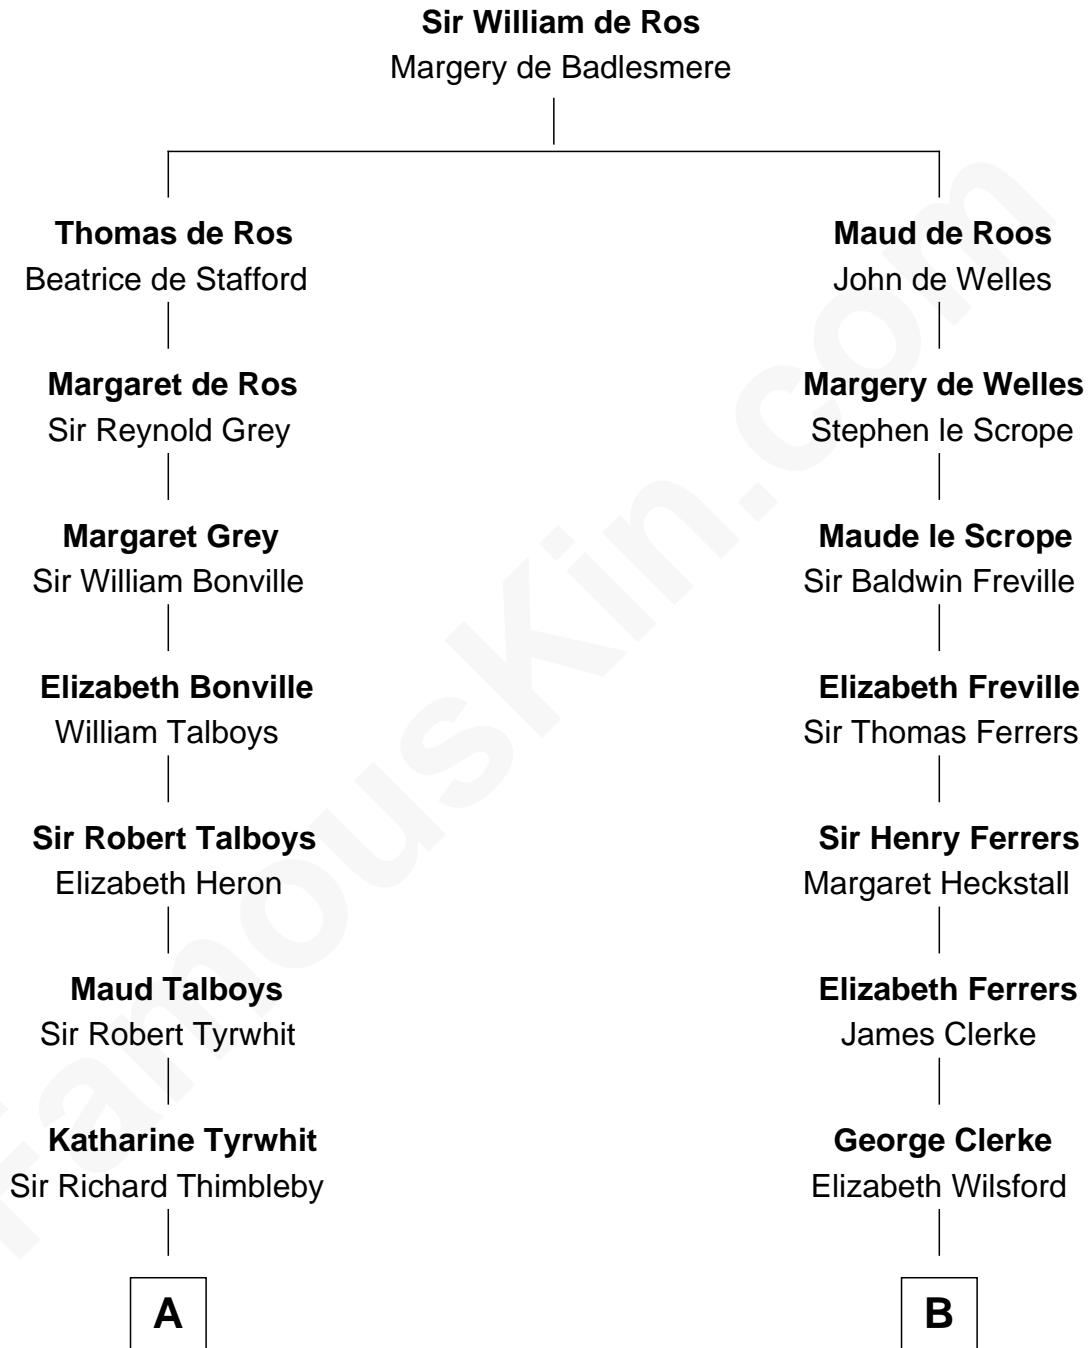 Sir William de Ros
Margery de Badlesmere
Thomas de Ros
Beatrice de Stafford
Maud de Roos
John de Welles
Margaret de Ros
Sir Reynold Grey
Margery de Welles
Stephen le Scrope
Margaret Grey
Sir William Bonville
Maude le Scrope
Sir Baldwin Freville
Elizabeth Bonville
William Talboys
Elizabeth Freville
Sir Thomas Ferrers
Sir Robert Talboys
Elizabeth Heron
Sir Henry Ferrers
Margaret Heckstall
Maud Talboys
Sir Robert Tyrwhit
Elizabeth Ferrers
James Clerke
Katharine Tyrwhit
Sir Richard Thimbleby
George Clerke
Elizabeth Wilsford
A
B
FamousKin.com